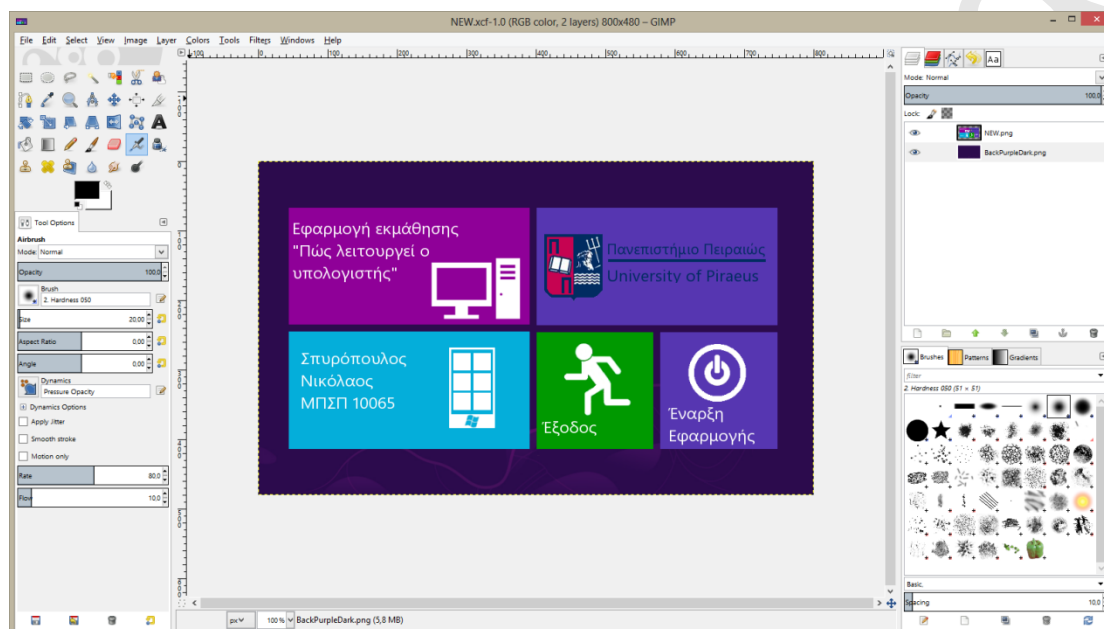 NEW.xcf-1.0 (RGB color, 2 layers) 800x480 – GIMP
File Edit Select View Image Layer Colors Tools Filters Windows Help
Tool Options
Airbrush
Mode: Normal
Opacity 100,0
Brush
2. Hardness 050
Size 20,00
Aspect Ratio 0,00
Angle 0,00
Dynamics
Pressure Opacity
Dynamics Options
Apply Jitter
Smooth stroke
Motion only
Rate 80,0
Flow 10,0
Εφαρμογή εκμάθησης
"Πώς λειτουργεί ο
υπολογιστής"
Πανεπιστήμιο Πειραιώς
University of Piraeus
Σπυρόπουλος
Νικόλαος
ΜΠΣΠ 10065
Έξοδος
Έναρξη
Εφαρμογής
px 100 % BackPurpleDark.png (5,8 MB)
Mode: Normal
Opacity 100,0
Lock:
NEW.png
BackPurpleDark.png
Brushes Patterns Gradients
filter
2. Hardness 050 (51 × 51)
Basic.
Spacing 10,0